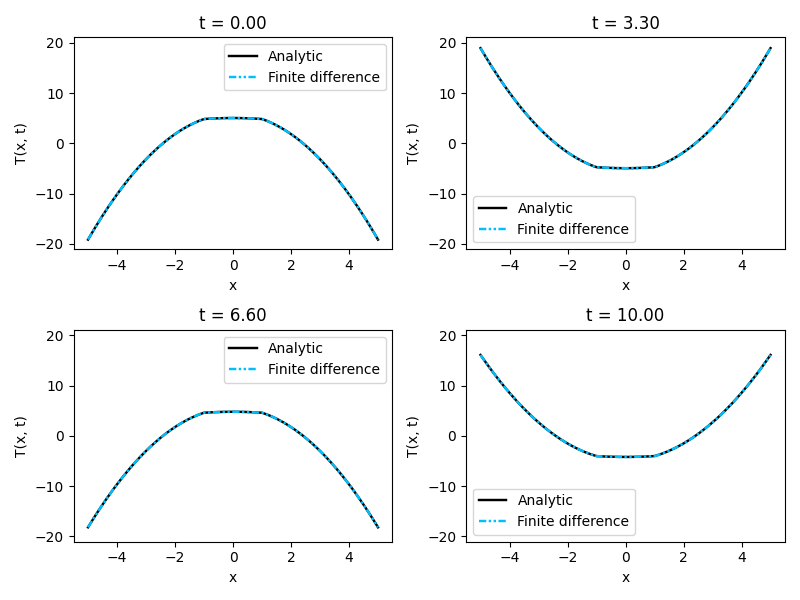 t = 0.00
20
10
0
−10
−20
T(x, t)
Analytic
Finite difference
−4 −2 0 2 4
x
t = 3.30
20
10
0
−10
−20
T(x, t)
Analytic
Finite difference
−4 −2 0 2 4
x
t = 6.60
20
10
0
−10
−20
T(x, t)
Analytic
Finite difference
−4 −2 0 2 4
x
t = 10.00
20
10
0
−10
−20
T(x, t)
Analytic
Finite difference
−4 −2 0 2 4
x